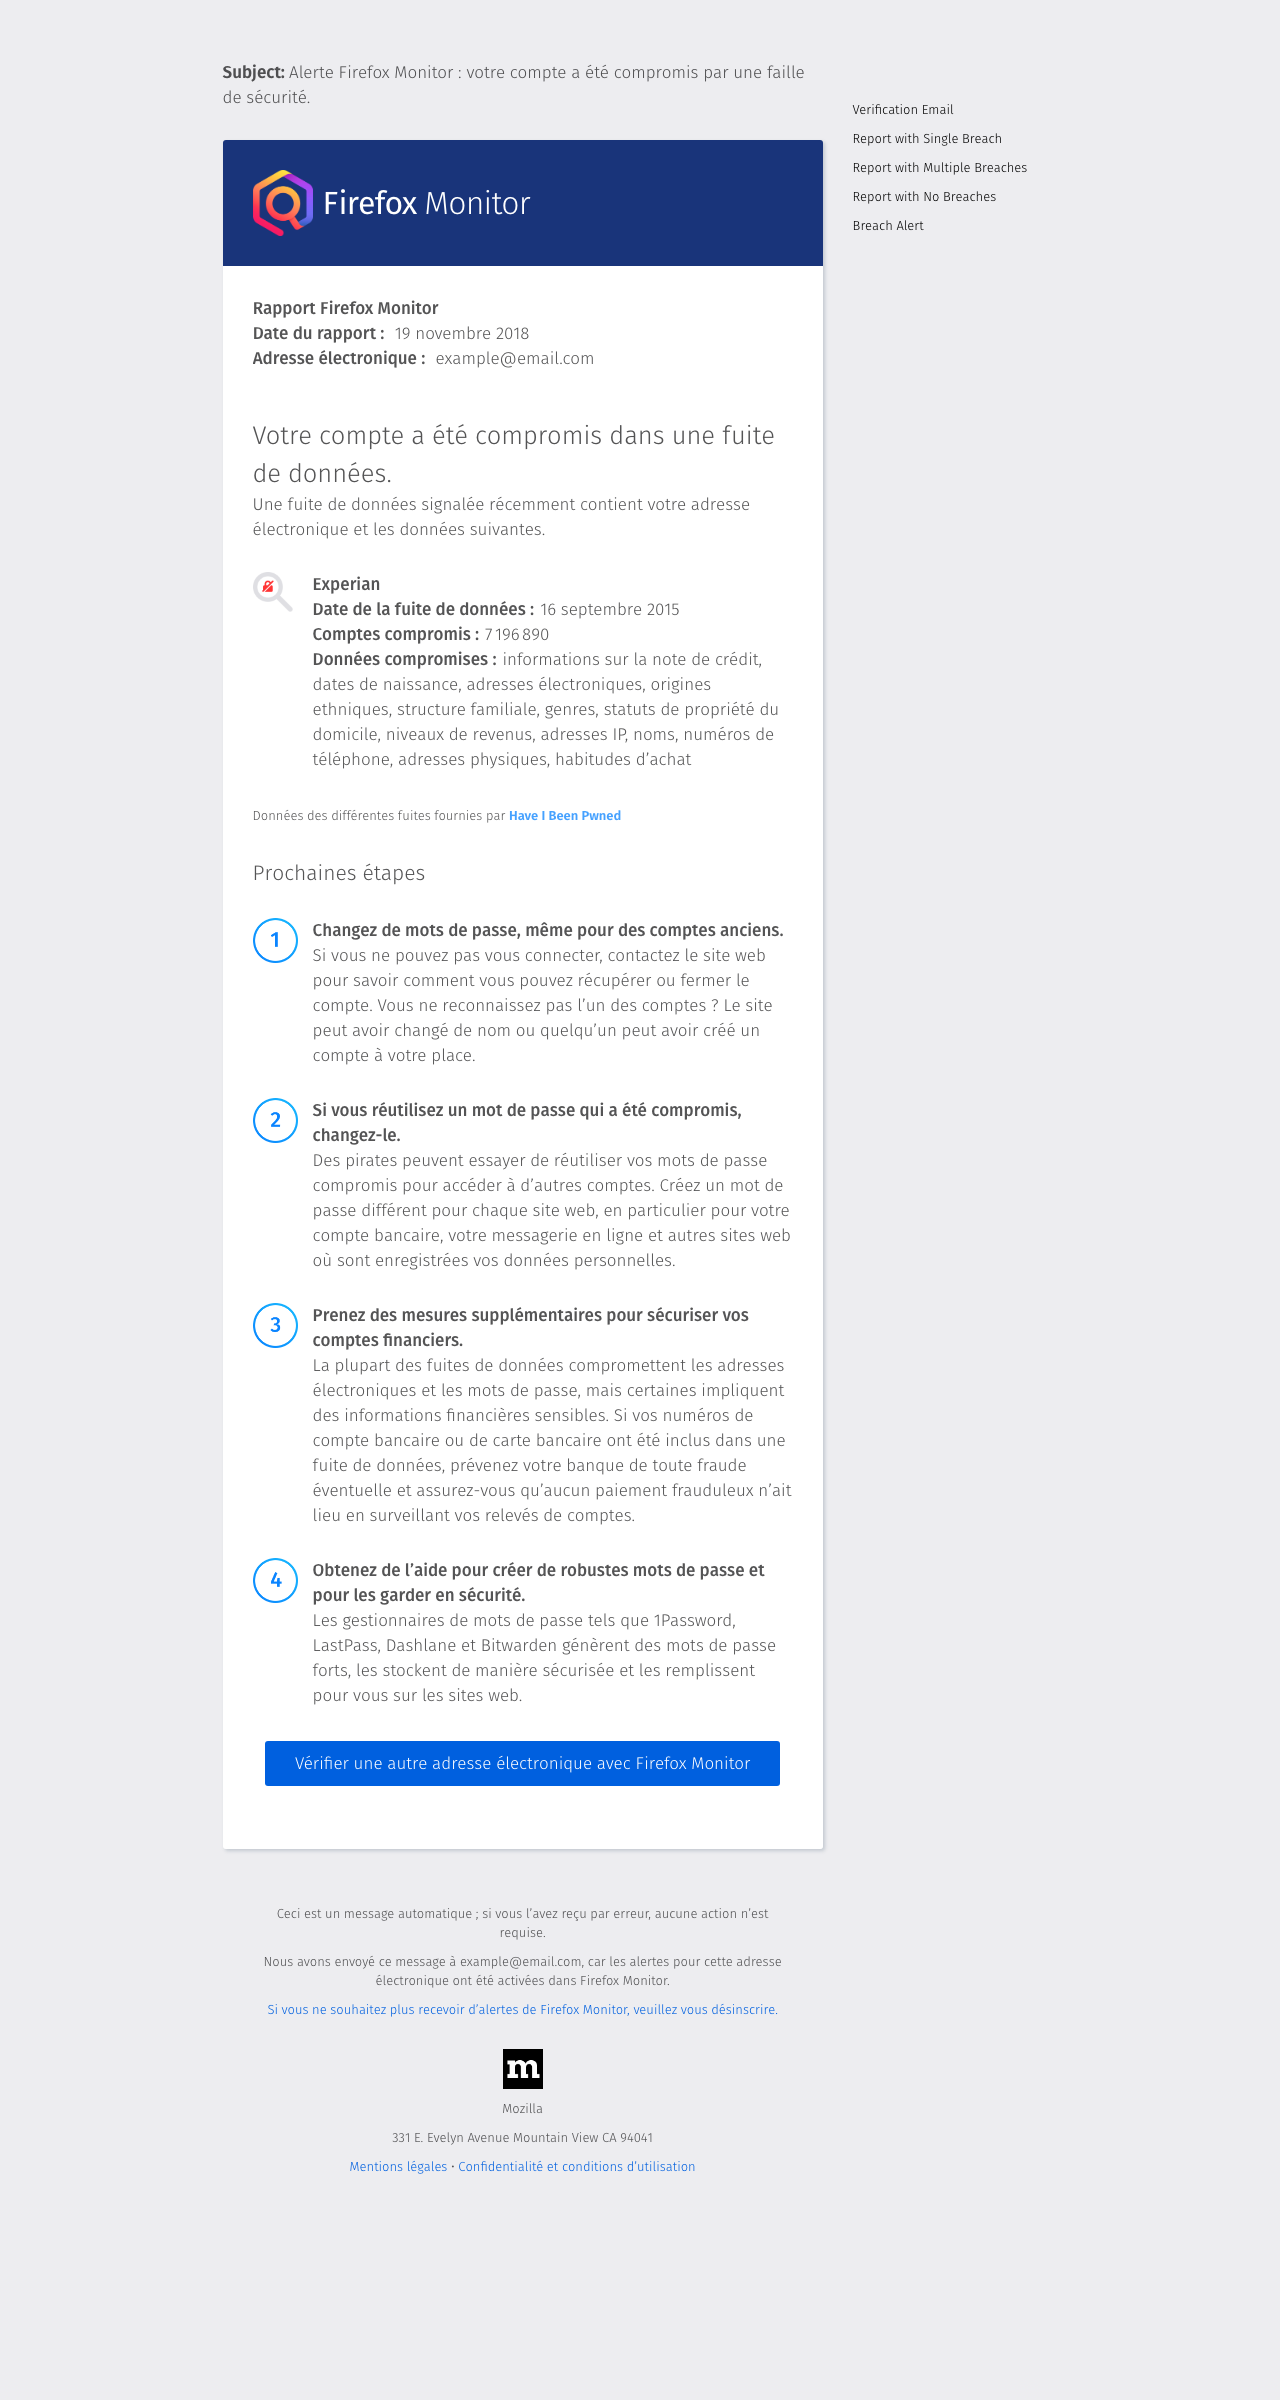 Subject: Alerte Firefox Monitor : votre compte a été compromis par une faille
de sécurité.
Verification Email
Report with Single Breach
Report with Multiple Breaches
Report with No Breaches
Breach Alert
Firefox Monitor
Rapport Firefox Monitor
Date du rapport : 19 novembre 2018
Adresse électronique : example@email.com
Votre compte a été compromis dans une fuite
de données.
Une fuite de données signalée récemment contient votre adresse
électronique et les données suivantes.
Experian
Date de la fuite de données : 16 septembre 2015
Comptes compromis : 7 196 890
Données compromises : informations sur la note de crédit,
dates de naissance, adresses électroniques, origines
ethniques, structure familiale, genres, statuts de propriété du
domicile, niveaux de revenus, adresses IP, noms, numéros de
téléphone, adresses physiques, habitudes d’achat
Données des différentes fuites fournies par Have I Been Pwned
Prochaines étapes
1
Changez de mots de passe, même pour des comptes anciens.
Si vous ne pouvez pas vous connecter, contactez le site web
pour savoir comment vous pouvez récupérer ou fermer le
compte. Vous ne reconnaissez pas l’un des comptes ? Le site
peut avoir changé de nom ou quelqu’un peut avoir créé un
compte à votre place.
2
Si vous réutilisez un mot de passe qui a été compromis,
changez-le.
Des pirates peuvent essayer de réutiliser vos mots de passe
compromis pour accéder à d’autres comptes. Créez un mot de
passe différent pour chaque site web, en particulier pour votre
compte bancaire, votre messagerie en ligne et autres sites web
où sont enregistrées vos données personnelles.
3
Prenez des mesures supplémentaires pour sécuriser vos
comptes financiers.
La plupart des fuites de données compromettent les adresses
électroniques et les mots de passe, mais certaines impliquent
des informations financières sensibles. Si vos numéros de
compte bancaire ou de carte bancaire ont été inclus dans une
fuite de données, prévenez votre banque de toute fraude
éventuelle et assurez-vous qu’aucun paiement frauduleux n’ait
lieu en surveillant vos relevés de comptes.
4
Obtenez de l’aide pour créer de robustes mots de passe et
pour les garder en sécurité.
Les gestionnaires de mots de passe tels que 1Password,
LastPass, Dashlane et Bitwarden génèrent des mots de passe
forts, les stockent de manière sécurisée et les remplissent
pour vous sur les sites web.
Vérifier une autre adresse électronique avec Firefox Monitor
Ceci est un message automatique ; si vous l’avez reçu par erreur, aucune action n’est
requise.
Nous avons envoyé ce message à example@email.com, car les alertes pour cette adresse
électronique ont été activées dans Firefox Monitor.
Si vous ne souhaitez plus recevoir d’alertes de Firefox Monitor, veuillez vous désinscrire.
m
Mozilla
331 E. Evelyn Avenue Mountain View CA 94041
Mentions légales · Confidentialité et conditions d’utilisation